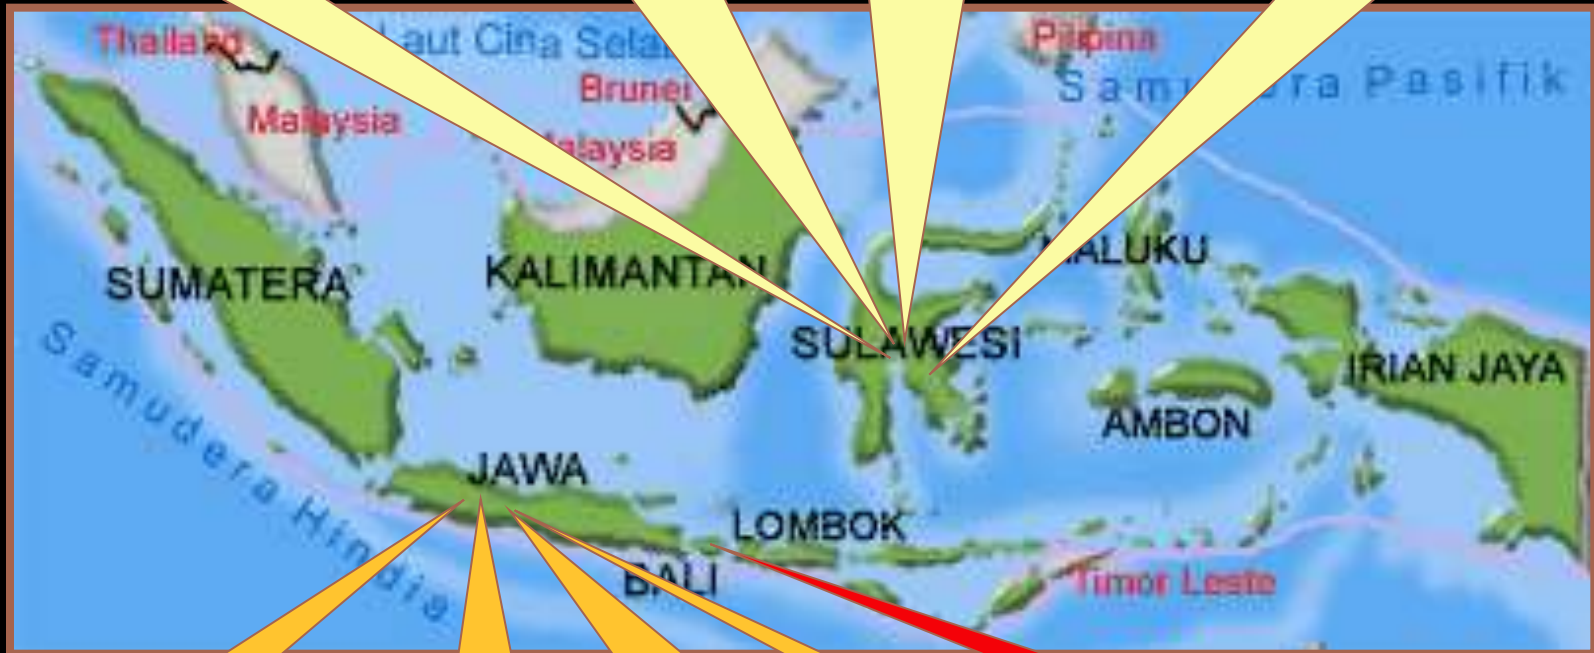 Thailand
Laut Cina Selat
Pilipina
Samudera Pasifik
Brunei
Malaysia
Malaysia
MALUKU
SUMATERA
KALIMANTAN
SULAWESI
IRIAN JAYA
AMBON
Samudera Hindia
JAWA
LOMBOK
BALI
Timor Leste